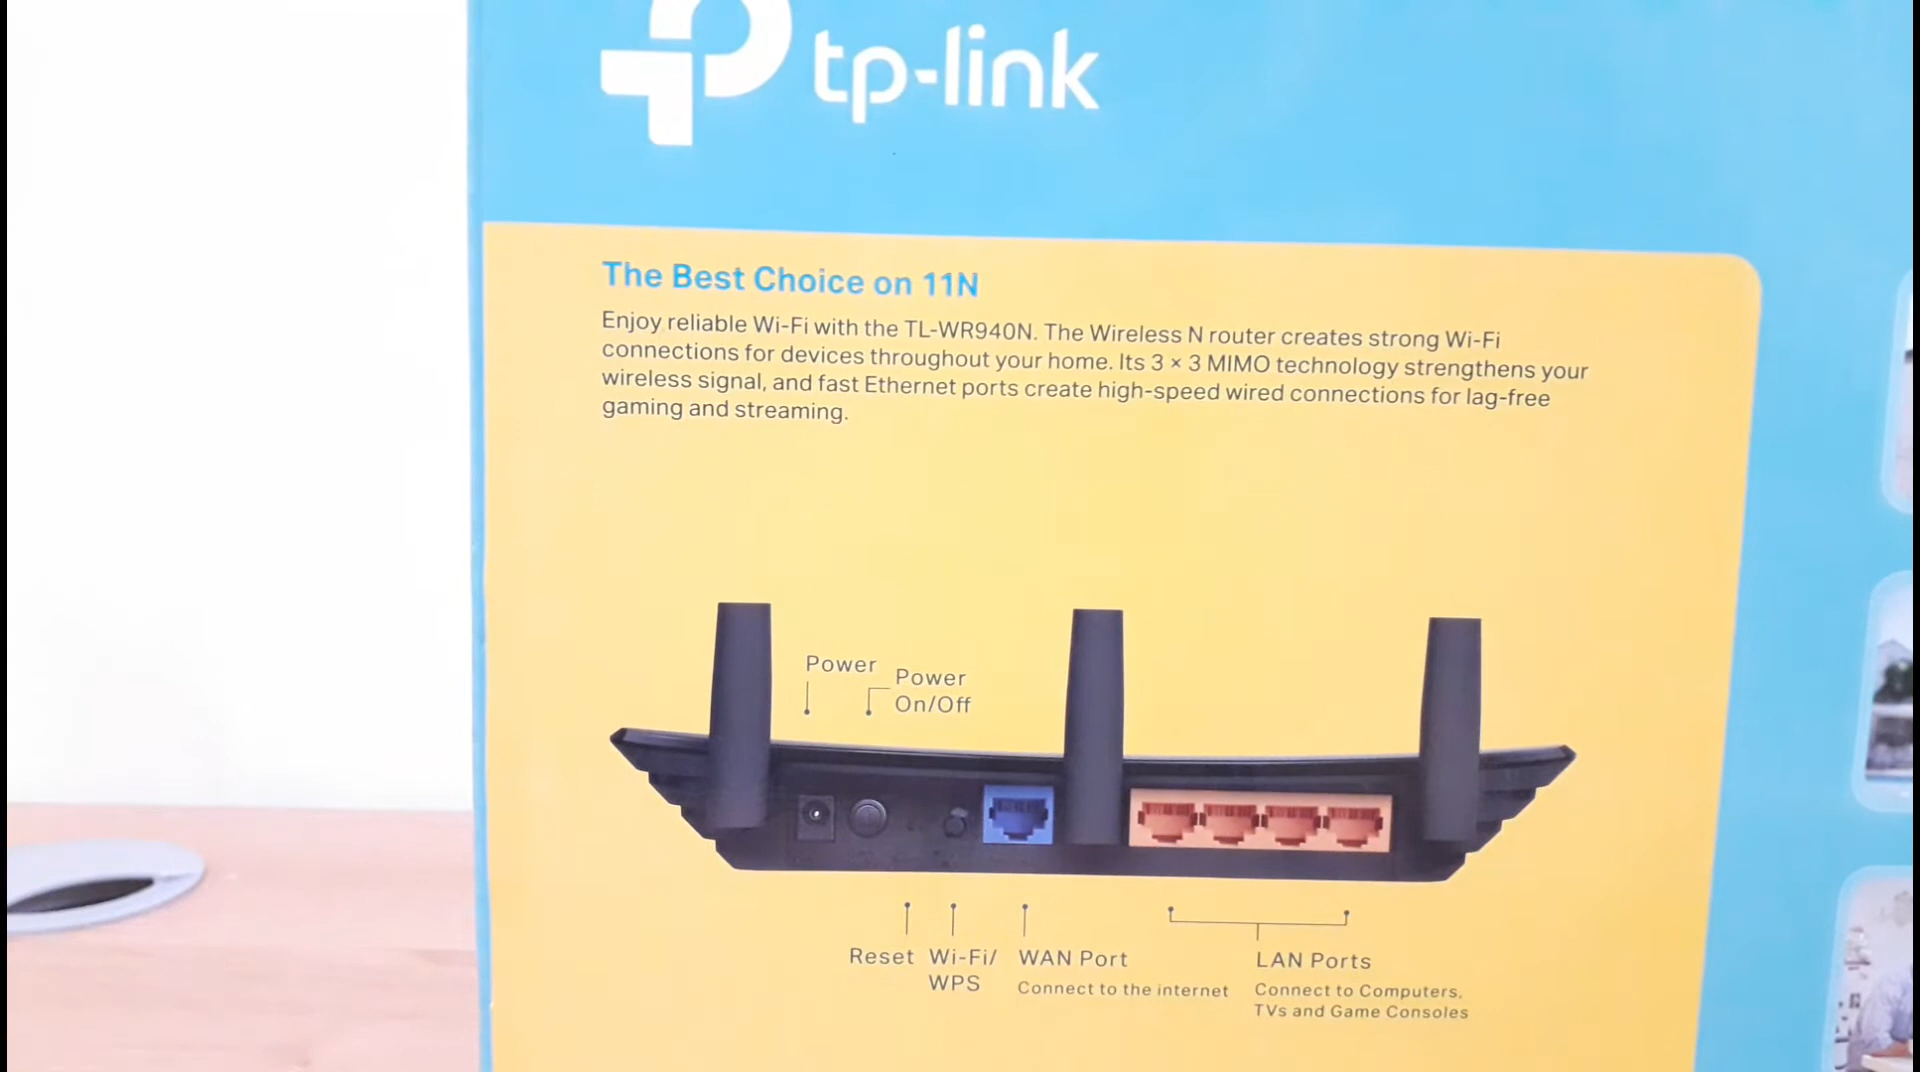 tp-link
The Best Choice on 11N
Enjoy reliable Wi-Fi with the TL-WR940N. The Wireless N router creates strong Wi-Fi
connections for devices throughout your home. Its 3 × 3 MIMO technology strengthens your
wireless signal, and fast Ethernet ports create high-speed wired connections for lag-free
gaming and streaming.
Power
Power
On/Off
Reset
Wi-Fi/
WPS
WAN Port
Connect to the internet
LAN Ports
Connect to Computers,
TVs and Game Consoles